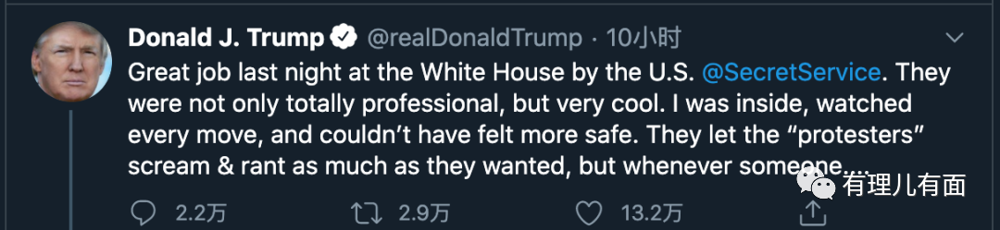 Donald J. Trump @realDonaldTrump · 10小时
Great job last night at the White House by the U.S. @SecretService. They
were not only totally professional, but very cool. I was inside, watched
every move, and couldn’t have felt more safe. They let the “protesters”
scream & rant as much as they wanted, but whenever someone....
有理儿有面
2.2万 2.9万 13.2万